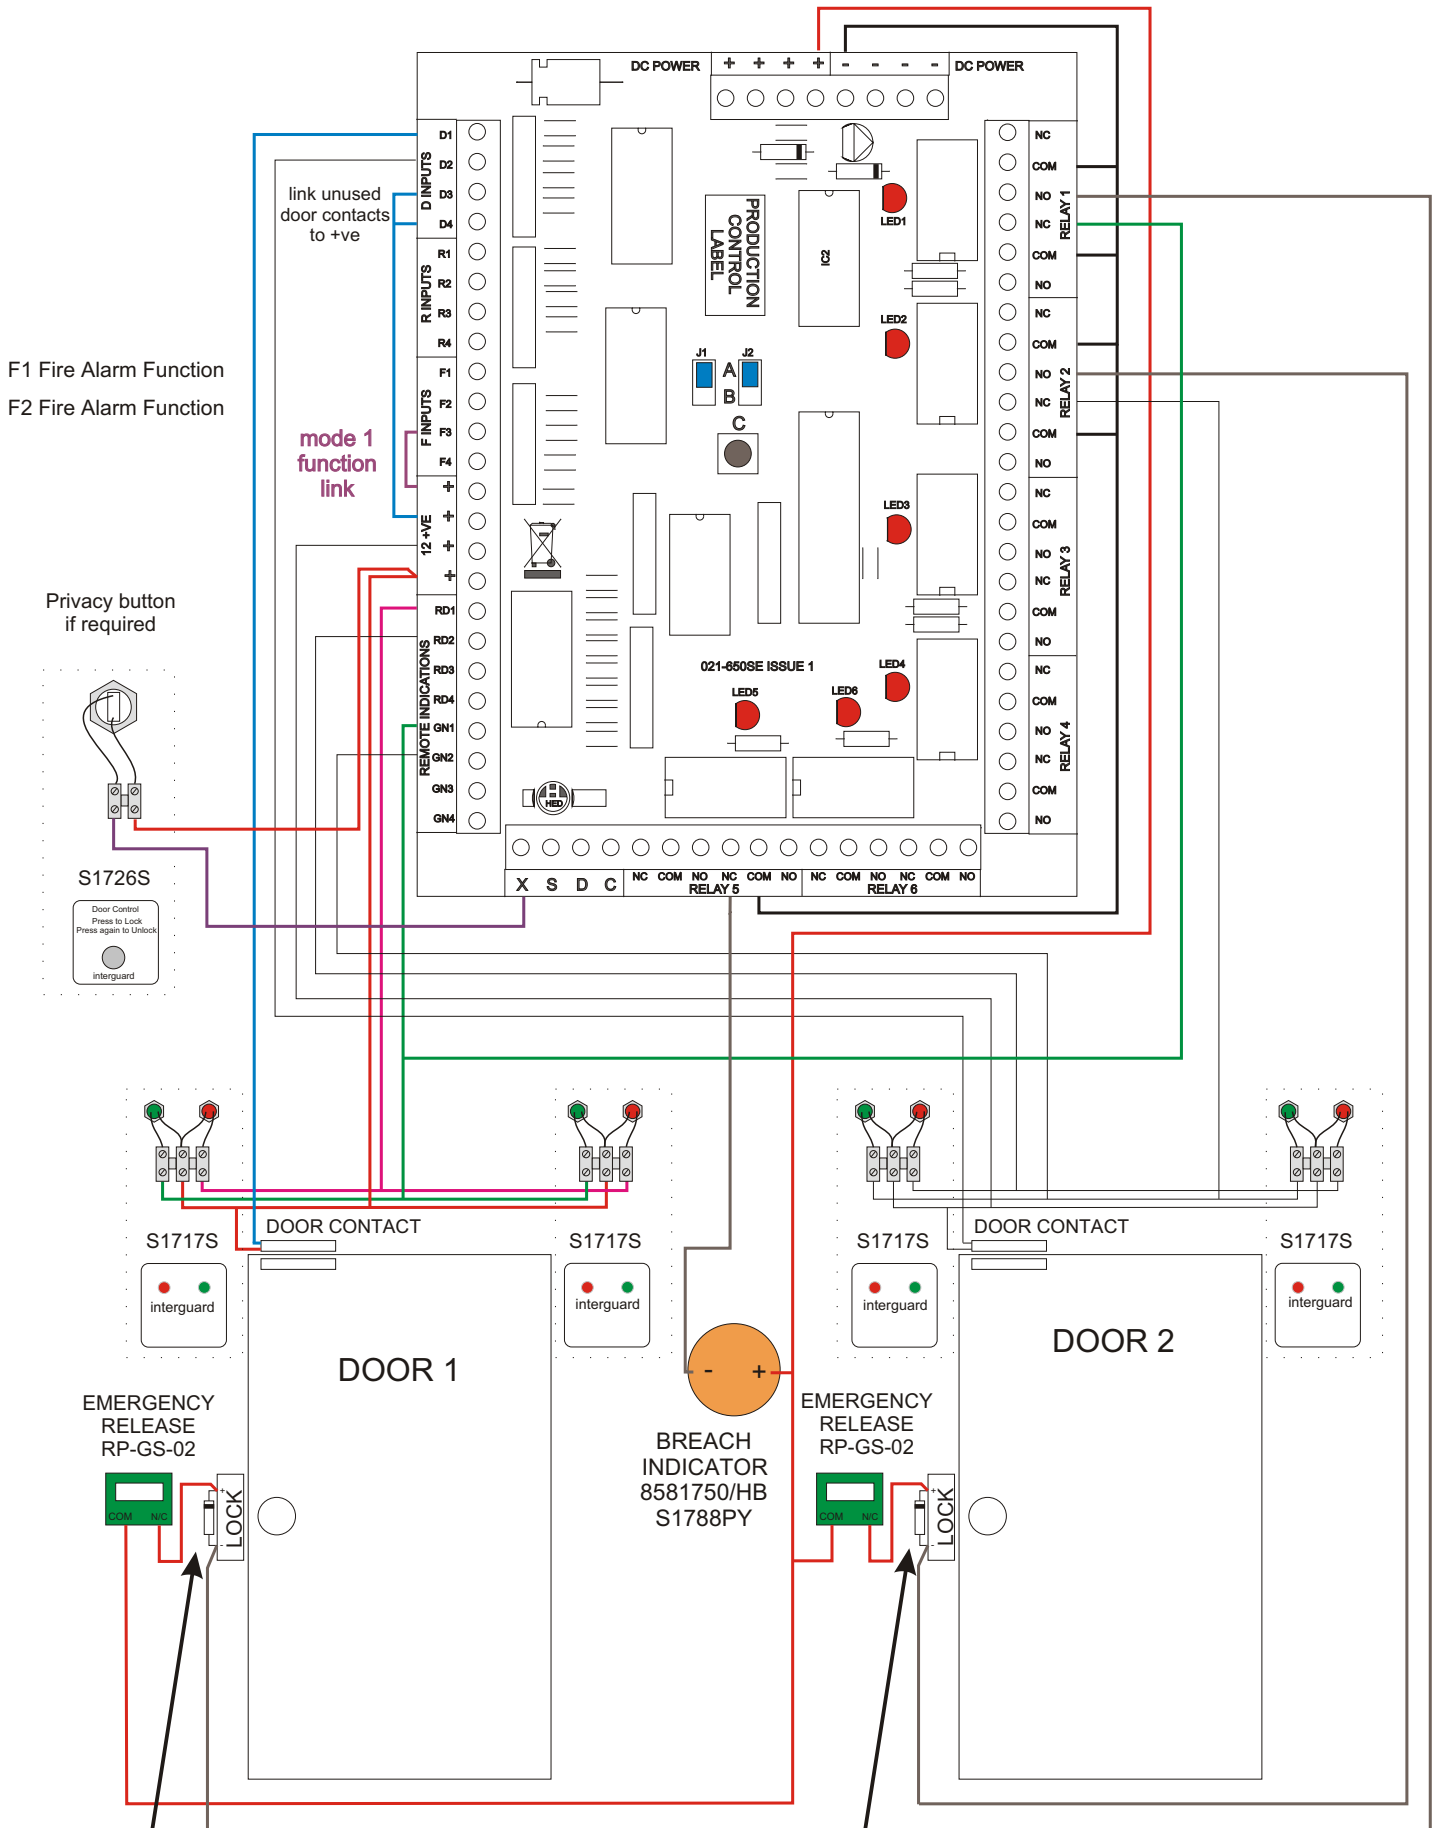 DC POWER + + + + - - - - DC POWER
D1
D2
D3
D4
D INPUTS
R1
R2
R3
R4
R INPUTS
F1
F2
F3
F4
F INPUTS
+
+
+
+
12 +VE
RD1
RD2
RD3
RD4
GN1
GN2
GN3
GN4
REMOTE INDICATIONS
link unused
door contacts
to +ve
F1 Fire Alarm Function
F2 Fire Alarm Function
mode 1
function
link
PRODUCTION
CONTROL
LABEL
IC2
LED1
LED2
LED3
LED4
LED5
LED6
J1
J2
A
B
C
021-650SE ISSUE 1
HED
NC
COM
NO
NC
COM
NO
RELAY 1
NC
COM
NO
NC
COM
NO
RELAY 2
NC
COM
NO
NC
COM
NO
RELAY 3
NC
COM
NO
NC
COM
NO
RELAY 4
X S D C NC COM NO NC COM NO NC COM NO NC COM NO
RELAY 5 RELAY 6
Privacy button
if required
S1726S
Door Control
Press to Lock
Press again to Unlock
interguard
DOOR CONTACT
S1717S
interguard
S1717S
interguard
DOOR 1
EMERGENCY
RELEASE
RP-GS-02
COM N/C
+
LOCK
-
- +
BREACH
INDICATOR
8581750/HB
S1788PY
DOOR CONTACT
S1717S
interguard
S1717S
interguard
DOOR 2
EMERGENCY
RELEASE
RP-GS-02
COM N/C
+
LOCK
-